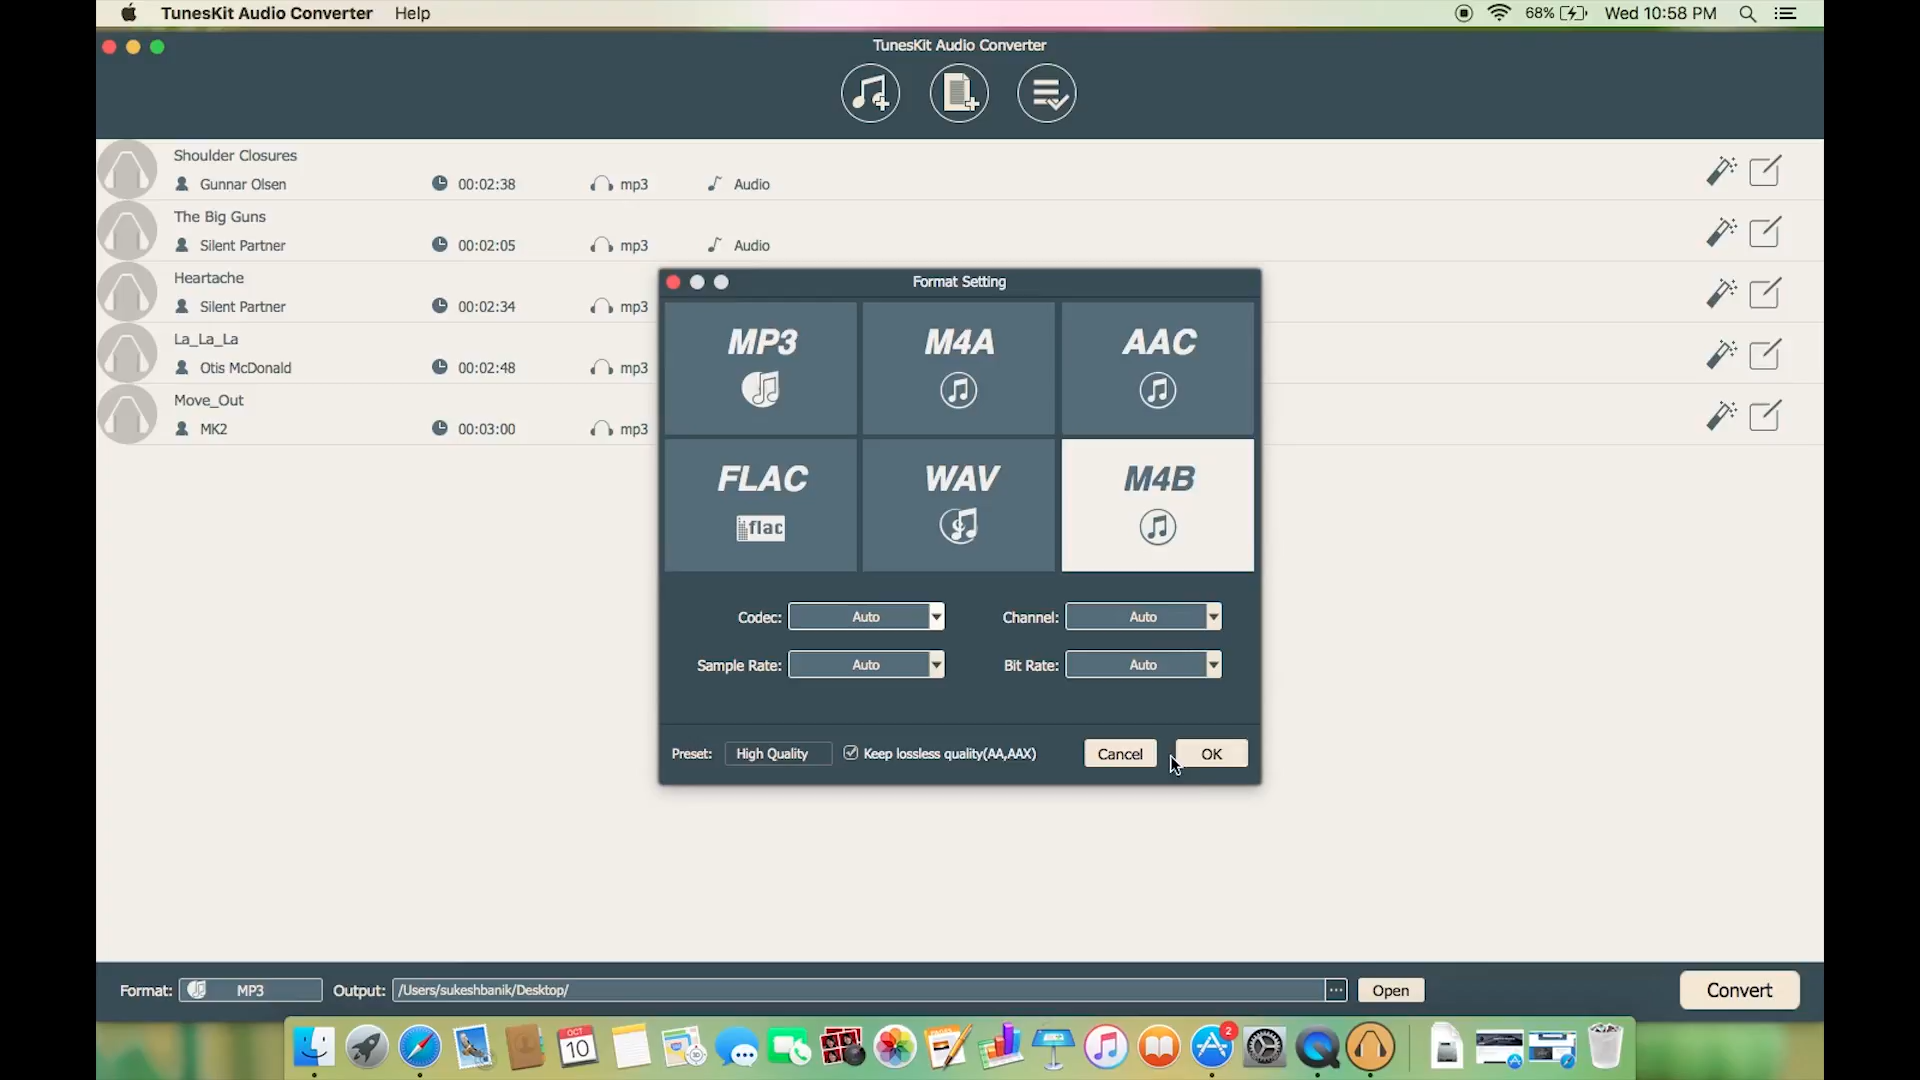 TunesKit Audio Converter Help 68% Wed 10:58 PM
TunesKit Audio Converter
Shoulder Closures
Gunnar Olsen 00:02:38 mp3 Audio
The Big Guns
Silent Partner 00:02:05 mp3 Audio
Heartache
Silent Partner 00:02:34 mp3
La_La_La
Otis McDonald 00:02:48 mp3
Move_Out
MK2 00:03:00 mp3
Format Setting
MP3 M4A AAC
FLAC WAV M4B
flac
Codec: Auto Channel: Auto
Sample Rate: Auto Bit Rate: Auto
Preset: High Quality Keep lossless quality(AA,AAX) Cancel OK
Format: MP3 Output: /Users/sukeshbanik/Desktop/ ... Open Convert
OCT
10
2